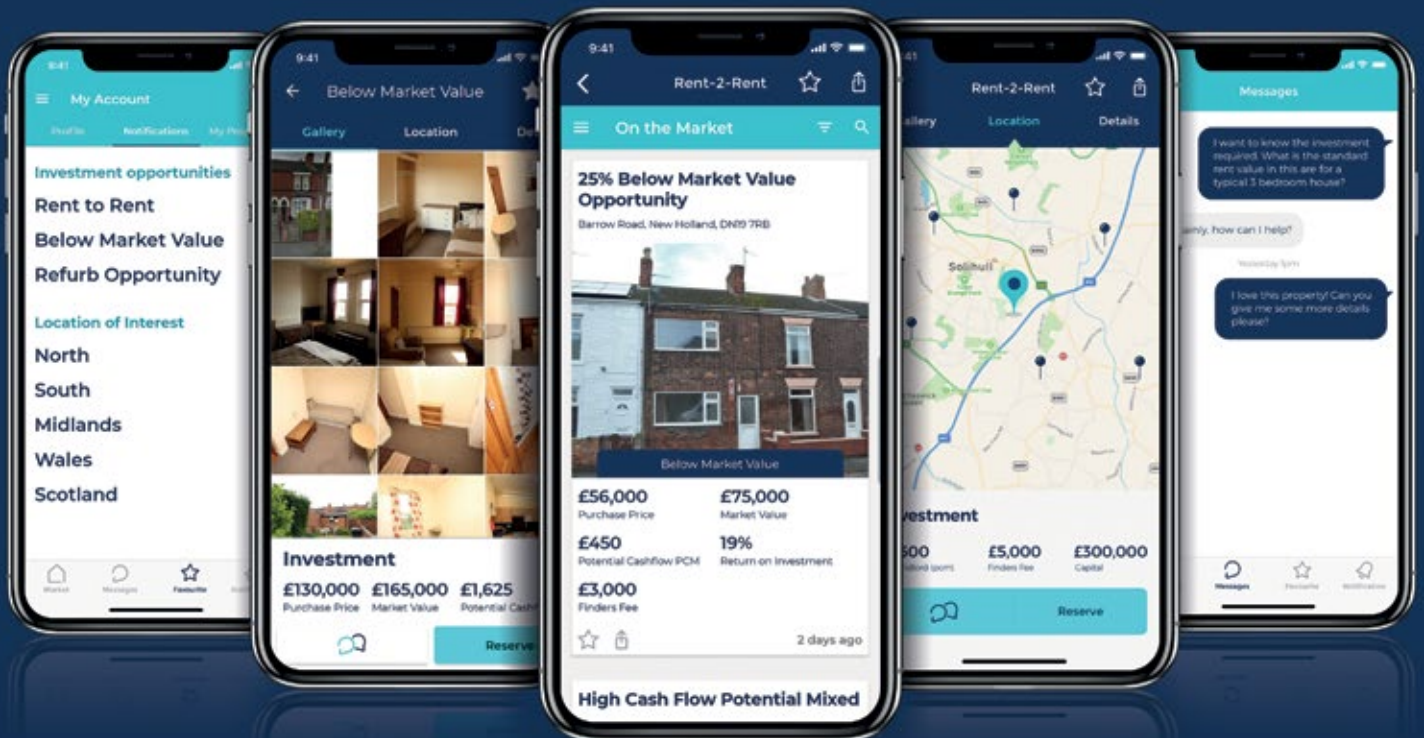 9:41
My Account
Profile
Notifications
Investment opportunities
Rent to Rent
Below Market Value
Refurb Opportunity
Location of Interest
North
South
Midlands
Wales
Scotland
Market
Messages
Favourite
9:41
Below Market Value
Gallery
Location
Investment
£130,000
£165,000
£1,625
Purchase Price
Market Value
Potential
Reserve
9:41
Rent-2-Rent
On the Market
25% Below Market Value
Opportunity
Barrow Road, New Holland, DN19 7RB
Below Market Value
£56,000
£75,000
Purchase Price
Market Value
£450
19%
Potential Cashflow PCM
Return on Investment
£3,000
Finders Fee
2 days ago
High Cash Flow Potential Mixed
Rent-2-Rent
Location
Details
Solihull
£5,000
£300,000
Finders Fee
Capital
Reserve
Messages
I want to know the investment
required. What is the standard
rent value in this are for a
typical 3 bedroom house?
how can I help?
Yesterday 1pm
I love this property! Can you
give me some more details
please?
Messages
Favourite
Notification